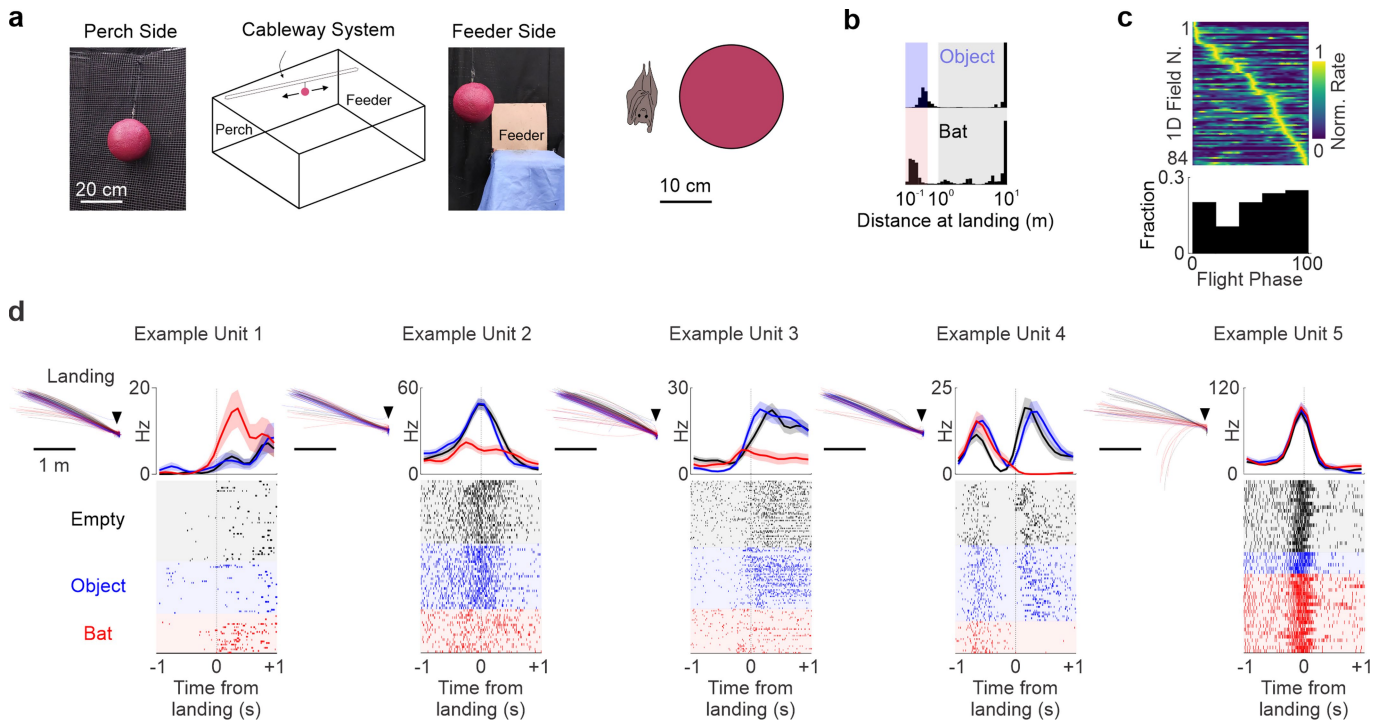 a
Perch Side
Cableway System
Feeder Side
20 cm
Perch
Feeder
Feeder
10 cm
b
Object
Bat
10⁻¹ 10⁰ 10¹
Distance at landing (m)
c
1
1D Field N.
84
1
Norm. Rate
0
0.3
Fraction
0
0 100
Flight Phase
d
Example Unit 1
Example Unit 2
Example Unit 3
Example Unit 4
Example Unit 5
Landing
1 m
20
Hz
0
60
Hz
0
30
Hz
0
25
Hz
0
120
Hz
0
Empty
Object
Bat
-1 0 +1
Time from
landing (s)
-1 0 +1
Time from
landing (s)
-1 0 +1
Time from
landing (s)
-1 0 +1
Time from
landing (s)
-1 0 +1
Time from
landing (s)